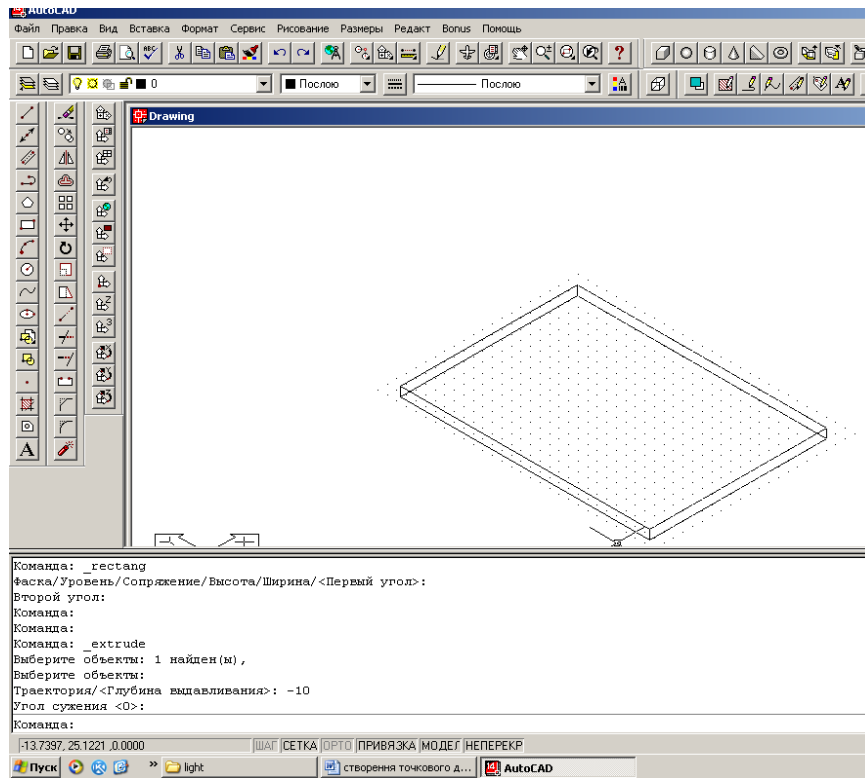 AutoCAD
Файл Правка Вид Вставка Формат Сервис Рисование Размеры Редакт Bonus Помощь
0 Послою Послою
Drawing
Команда: _rectang
Фаска/Уровень/Сопряжение/Высота/Ширина/<Первый угол>:
Второй угол:
Команда:
Команда:
Команда: _extrude
Выберите объекты: 1 найден(ы),
Выберите объекты:
Траектория/<Глубина выдавливания>: -10
Угол сужения <0>:
Команда:
-13.7397, 25.1221 ,0.0000 ШАГ СЕТКА ОРТО ПРИВЯЗКА МОДЕЛ НЕПЕРЕКР
Пуск » light створення точкового д... AutoCAD